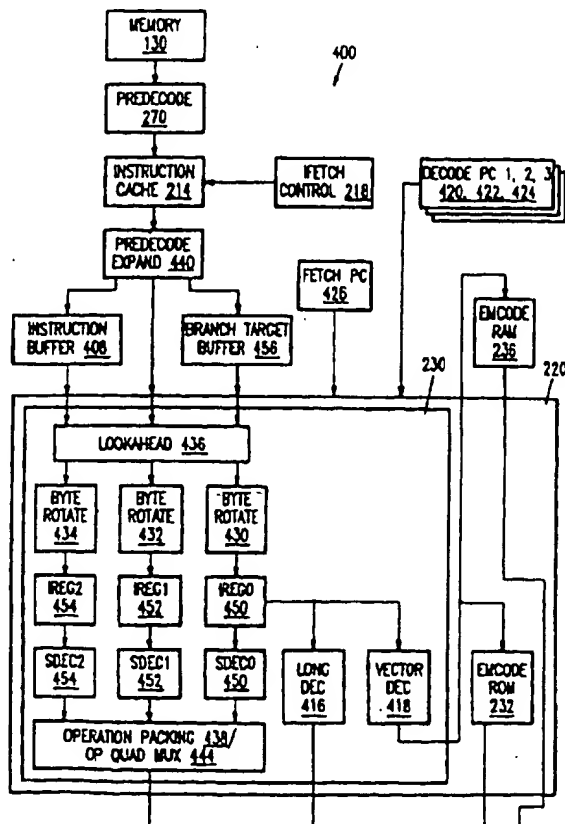 MEMORY
130
400
PREDECODE
270
INSTRUCTION
CACHE 214
IFETCH
CONTROL 218
DECODE PC 1, 2, 3
420, 422, 424
PREDECODE
EXPAND 440
FETCH PC
426
INSTRUCTION
BUFFER 408
BRANCH TARGET
BUFFER 456
EMCODE
RAM
236
230
220
LOOKAHEAD 436
BYTE
ROTATE
434
BYTE
ROTATE
432
BYTE
ROTATE
430
IREG2
454
IREG1
452
IREG0
450
SDEC2
454
SDEC1
452
SDEC0
450
LONG
DEC
416
VECTOR
DEC
418
EMCODE
ROM
232
OPERATION PACKING 438/
OP QUAD MUX 444